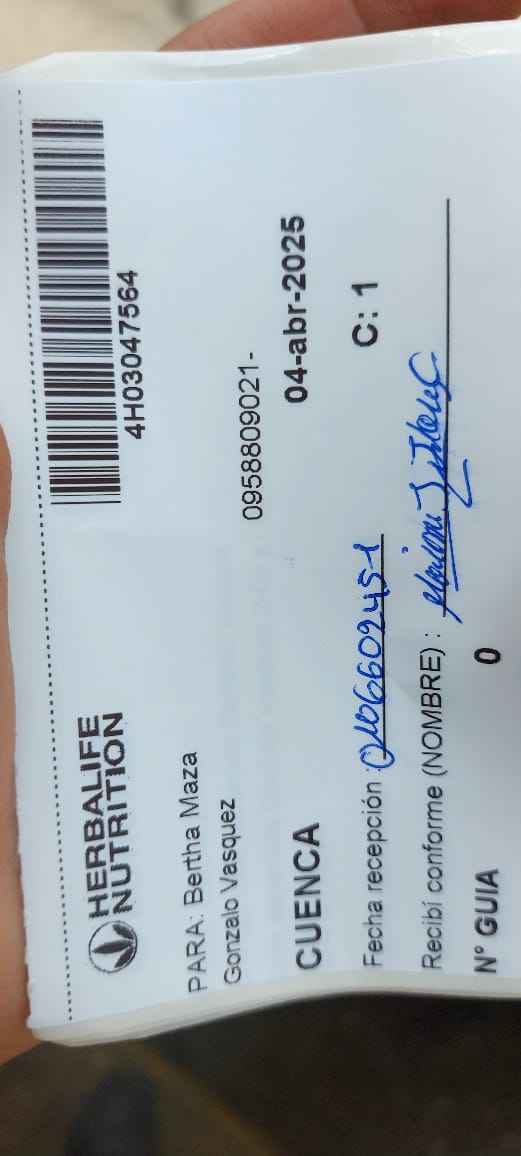 HERBALIFE
NUTRITION
4H03047564
PARA: Bertha Maza
Gonzalo Vasquez
0958809021-
CUENCA 04-abr-2025
Fecha recepción : 0106602451 C: 1
Recibí conforme (NOMBRE) :
N° GUIA 0